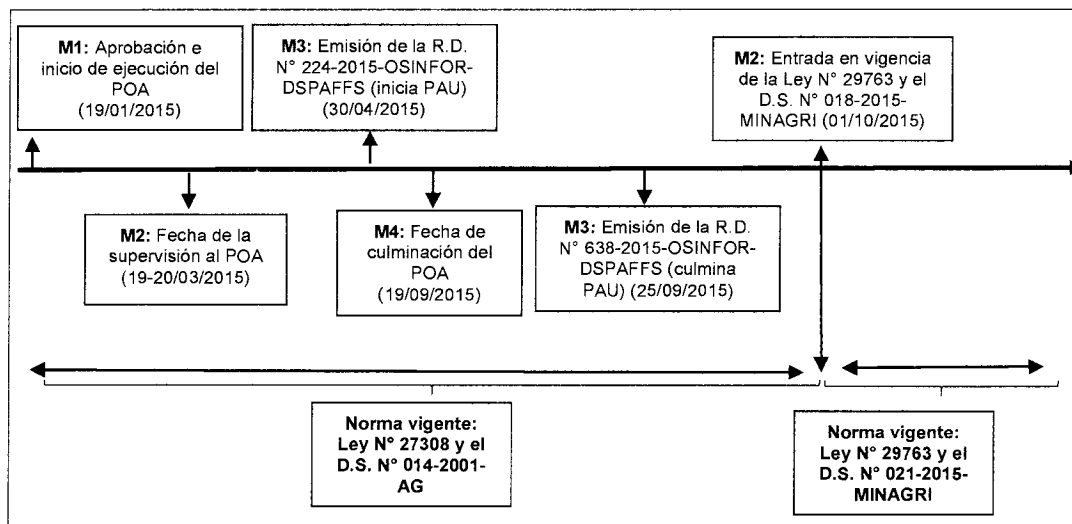 M1: Aprobación e
inicio de ejecución del
POA
(19/01/2015)
M3: Emisión de la R.D.
N° 224-2015-OSINFOR-
DSPAFFS (inicia PAU)
(30/04/2015)
M2: Entrada en vigencia
de la Ley N° 29763 y el
D.S. N° 018-2015-
MINAGRI (01/10/2015)
M2: Fecha de la
supervisión al POA
(19-20/03/2015)
M4: Fecha de
culminación del
POA
(19/09/2015)
M3: Emisión de la R.D.
N° 638-2015-OSINFOR-
DSPAFFS (culmina
PAU) (25/09/2015)
Norma vigente:
Ley N° 27308 y el
D.S. N° 014-2001-
AG
Norma vigente:
Ley N° 29763 y el
D.S. N° 021-2015-
MINAGRI